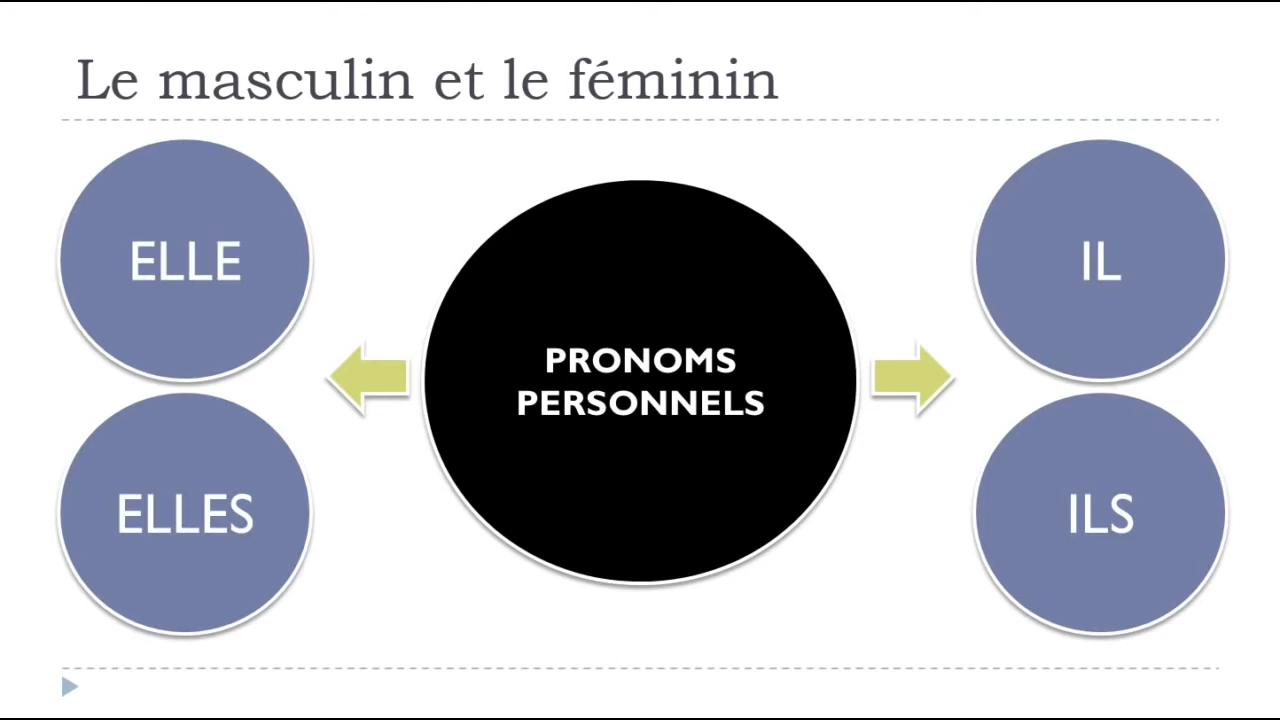 Le masculin et le féminin
ELLE
ELLES
PRONOMS
PERSONNELS
IL
ILS